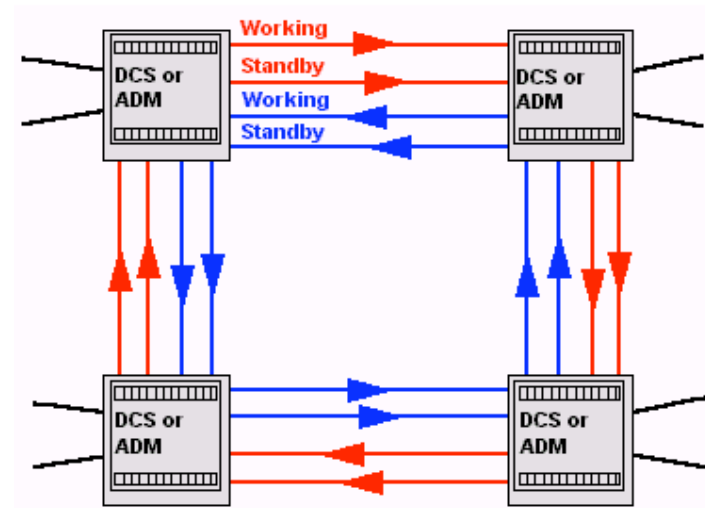 Working
Standby
Working
Standby
DCS or
ADM
DCS or
ADM
DCS or
ADM
DCS or
ADM